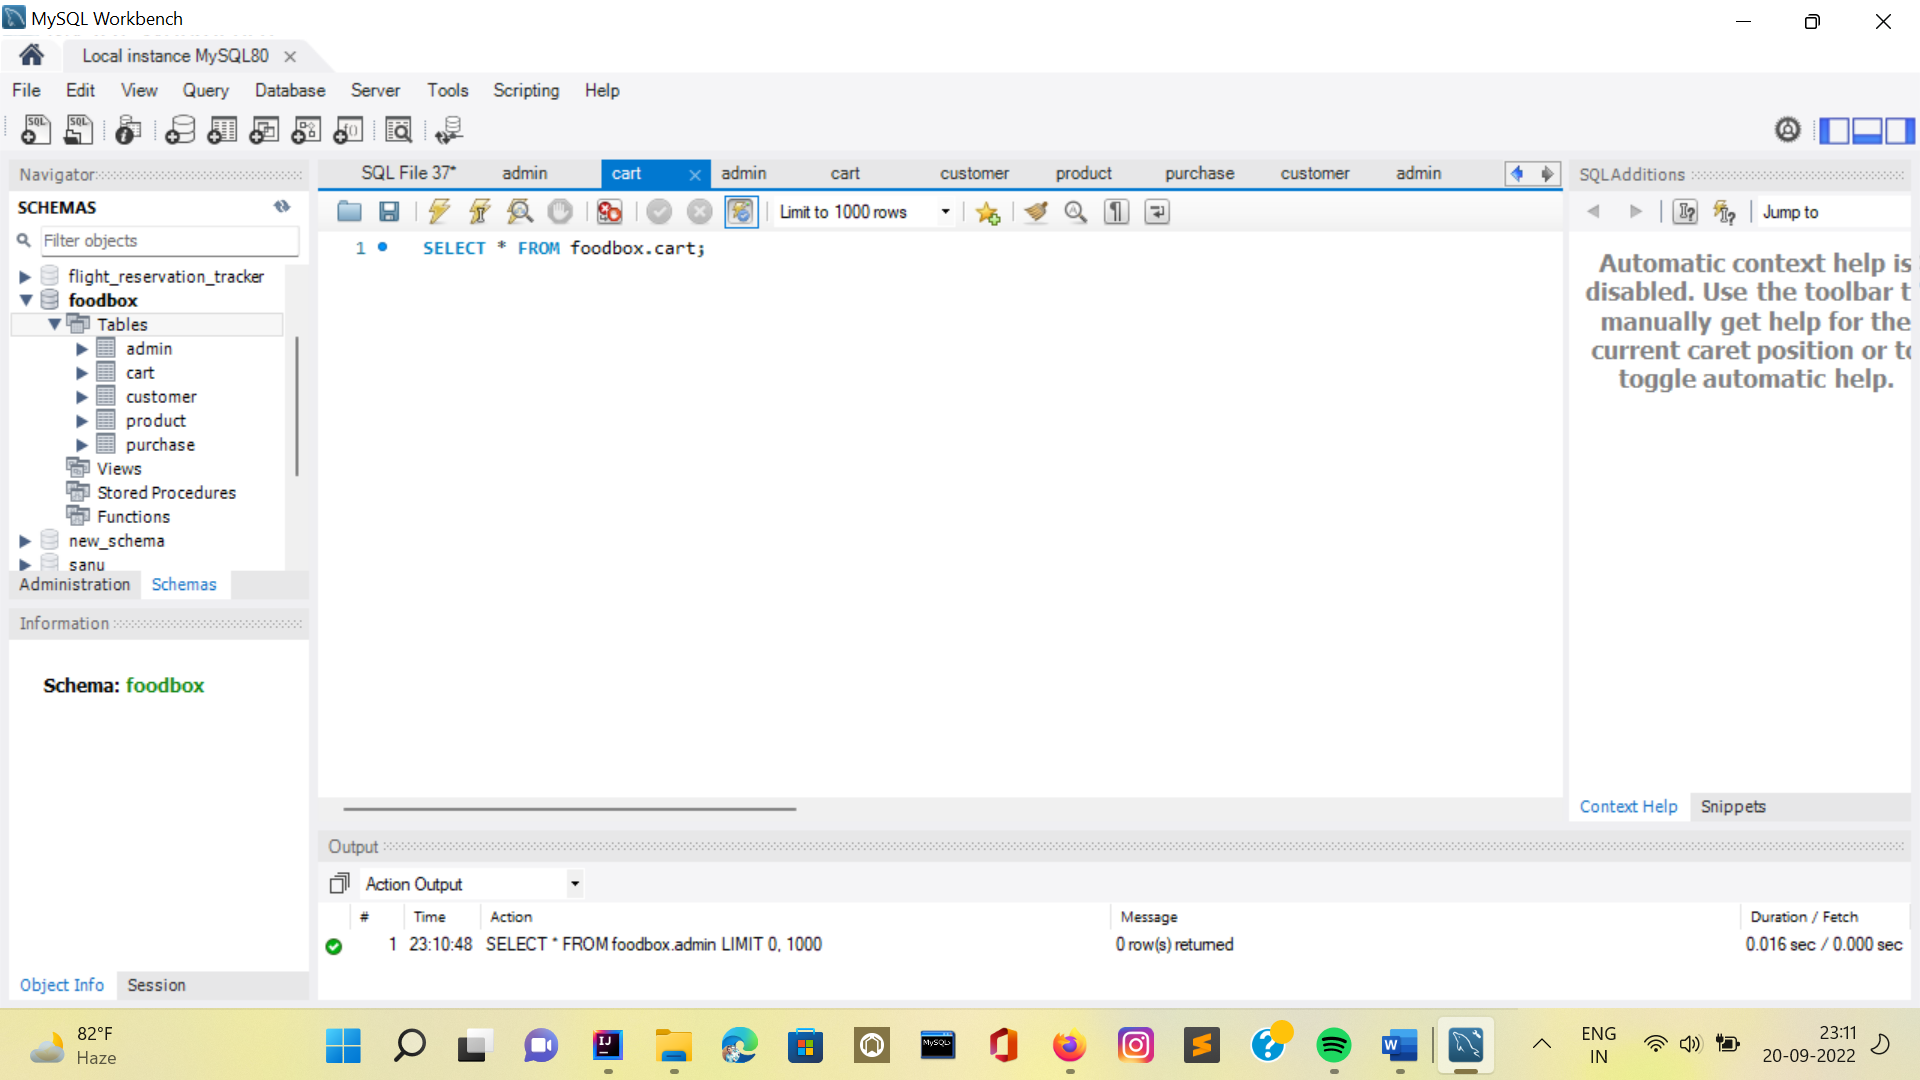 MySQL Workbench
Local instance MySQL80
File Edit View Query Database Server Tools Scripting Help
Navigator
SCHEMAS
Filter objects
flight_reservation_tracker
foodbox
Tables
admin
cart
customer
product
purchase
Views
Stored Procedures
Functions
new_schema
sanu
Administration Schemas
Information
Schema: foodbox
Object Info Session
SQL File 37* admin cart admin cart customer product purchase customer admin
Limit to 1000 rows
1 SELECT * FROM foodbox.cart;
SQLAdditions
Jump to
Automatic context help is
disabled. Use the toolbar t
manually get help for the
current caret position or to
toggle automatic help.
Context Help Snippets
Output
Action Output
# Time Action Message Duration / Fetch
1 23:10:48 SELECT * FROM foodbox.admin LIMIT 0, 1000 0 row(s) returned 0.016 sec / 0.000 sec
82°F
Haze
ENG
IN
23:11
20-09-2022